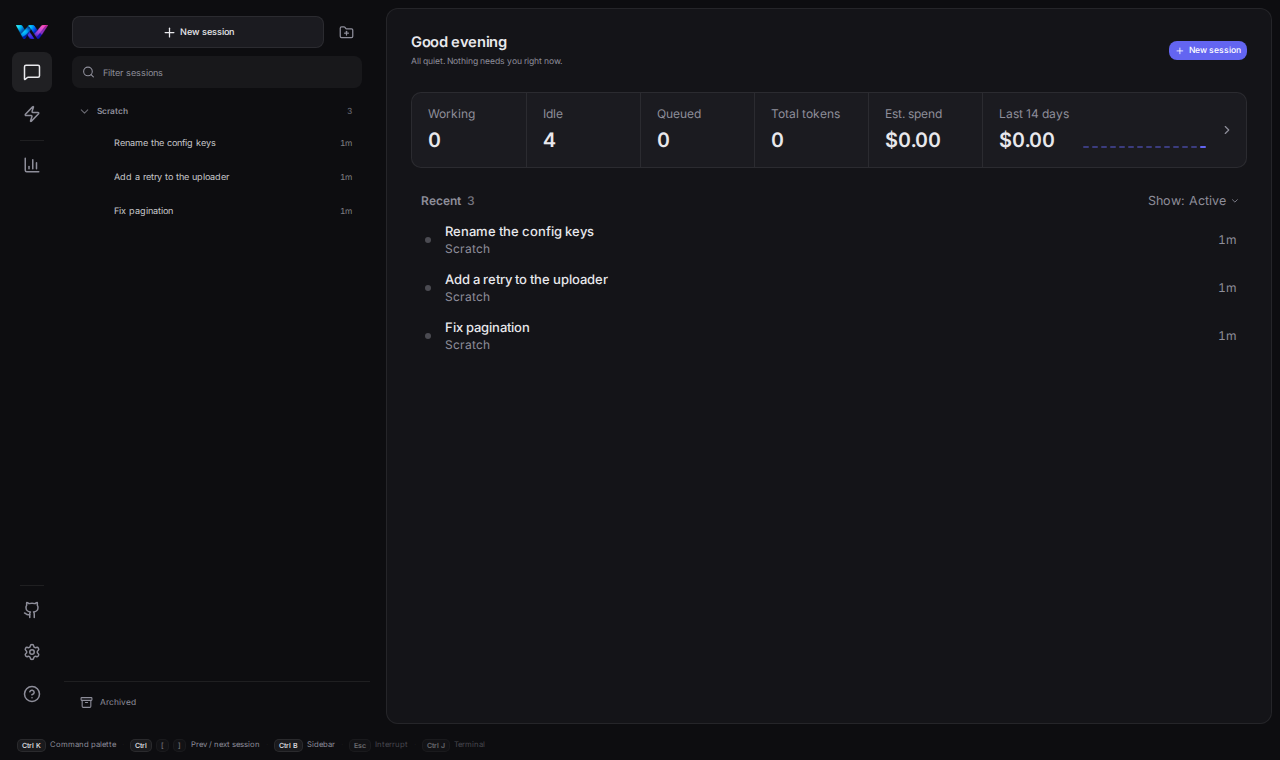 New session
Filter sessions
Scratch 3
Rename the config keys 1m
Add a retry to the uploader 1m
Fix pagination 1m
Archived
Good evening
All quiet. Nothing needs you right now.
New session
Working Idle Queued Total tokens Est. spend Last 14 days
0 4 0 0 $0.00 $0.00
Recent 3 Show: Active
Rename the config keys
Scratch 1m
Add a retry to the uploader
Scratch 1m
Fix pagination
Scratch 1m
Ctrl K Command palette Ctrl [ ] Prev / next session Ctrl B Sidebar Esc Interrupt Ctrl J Terminal